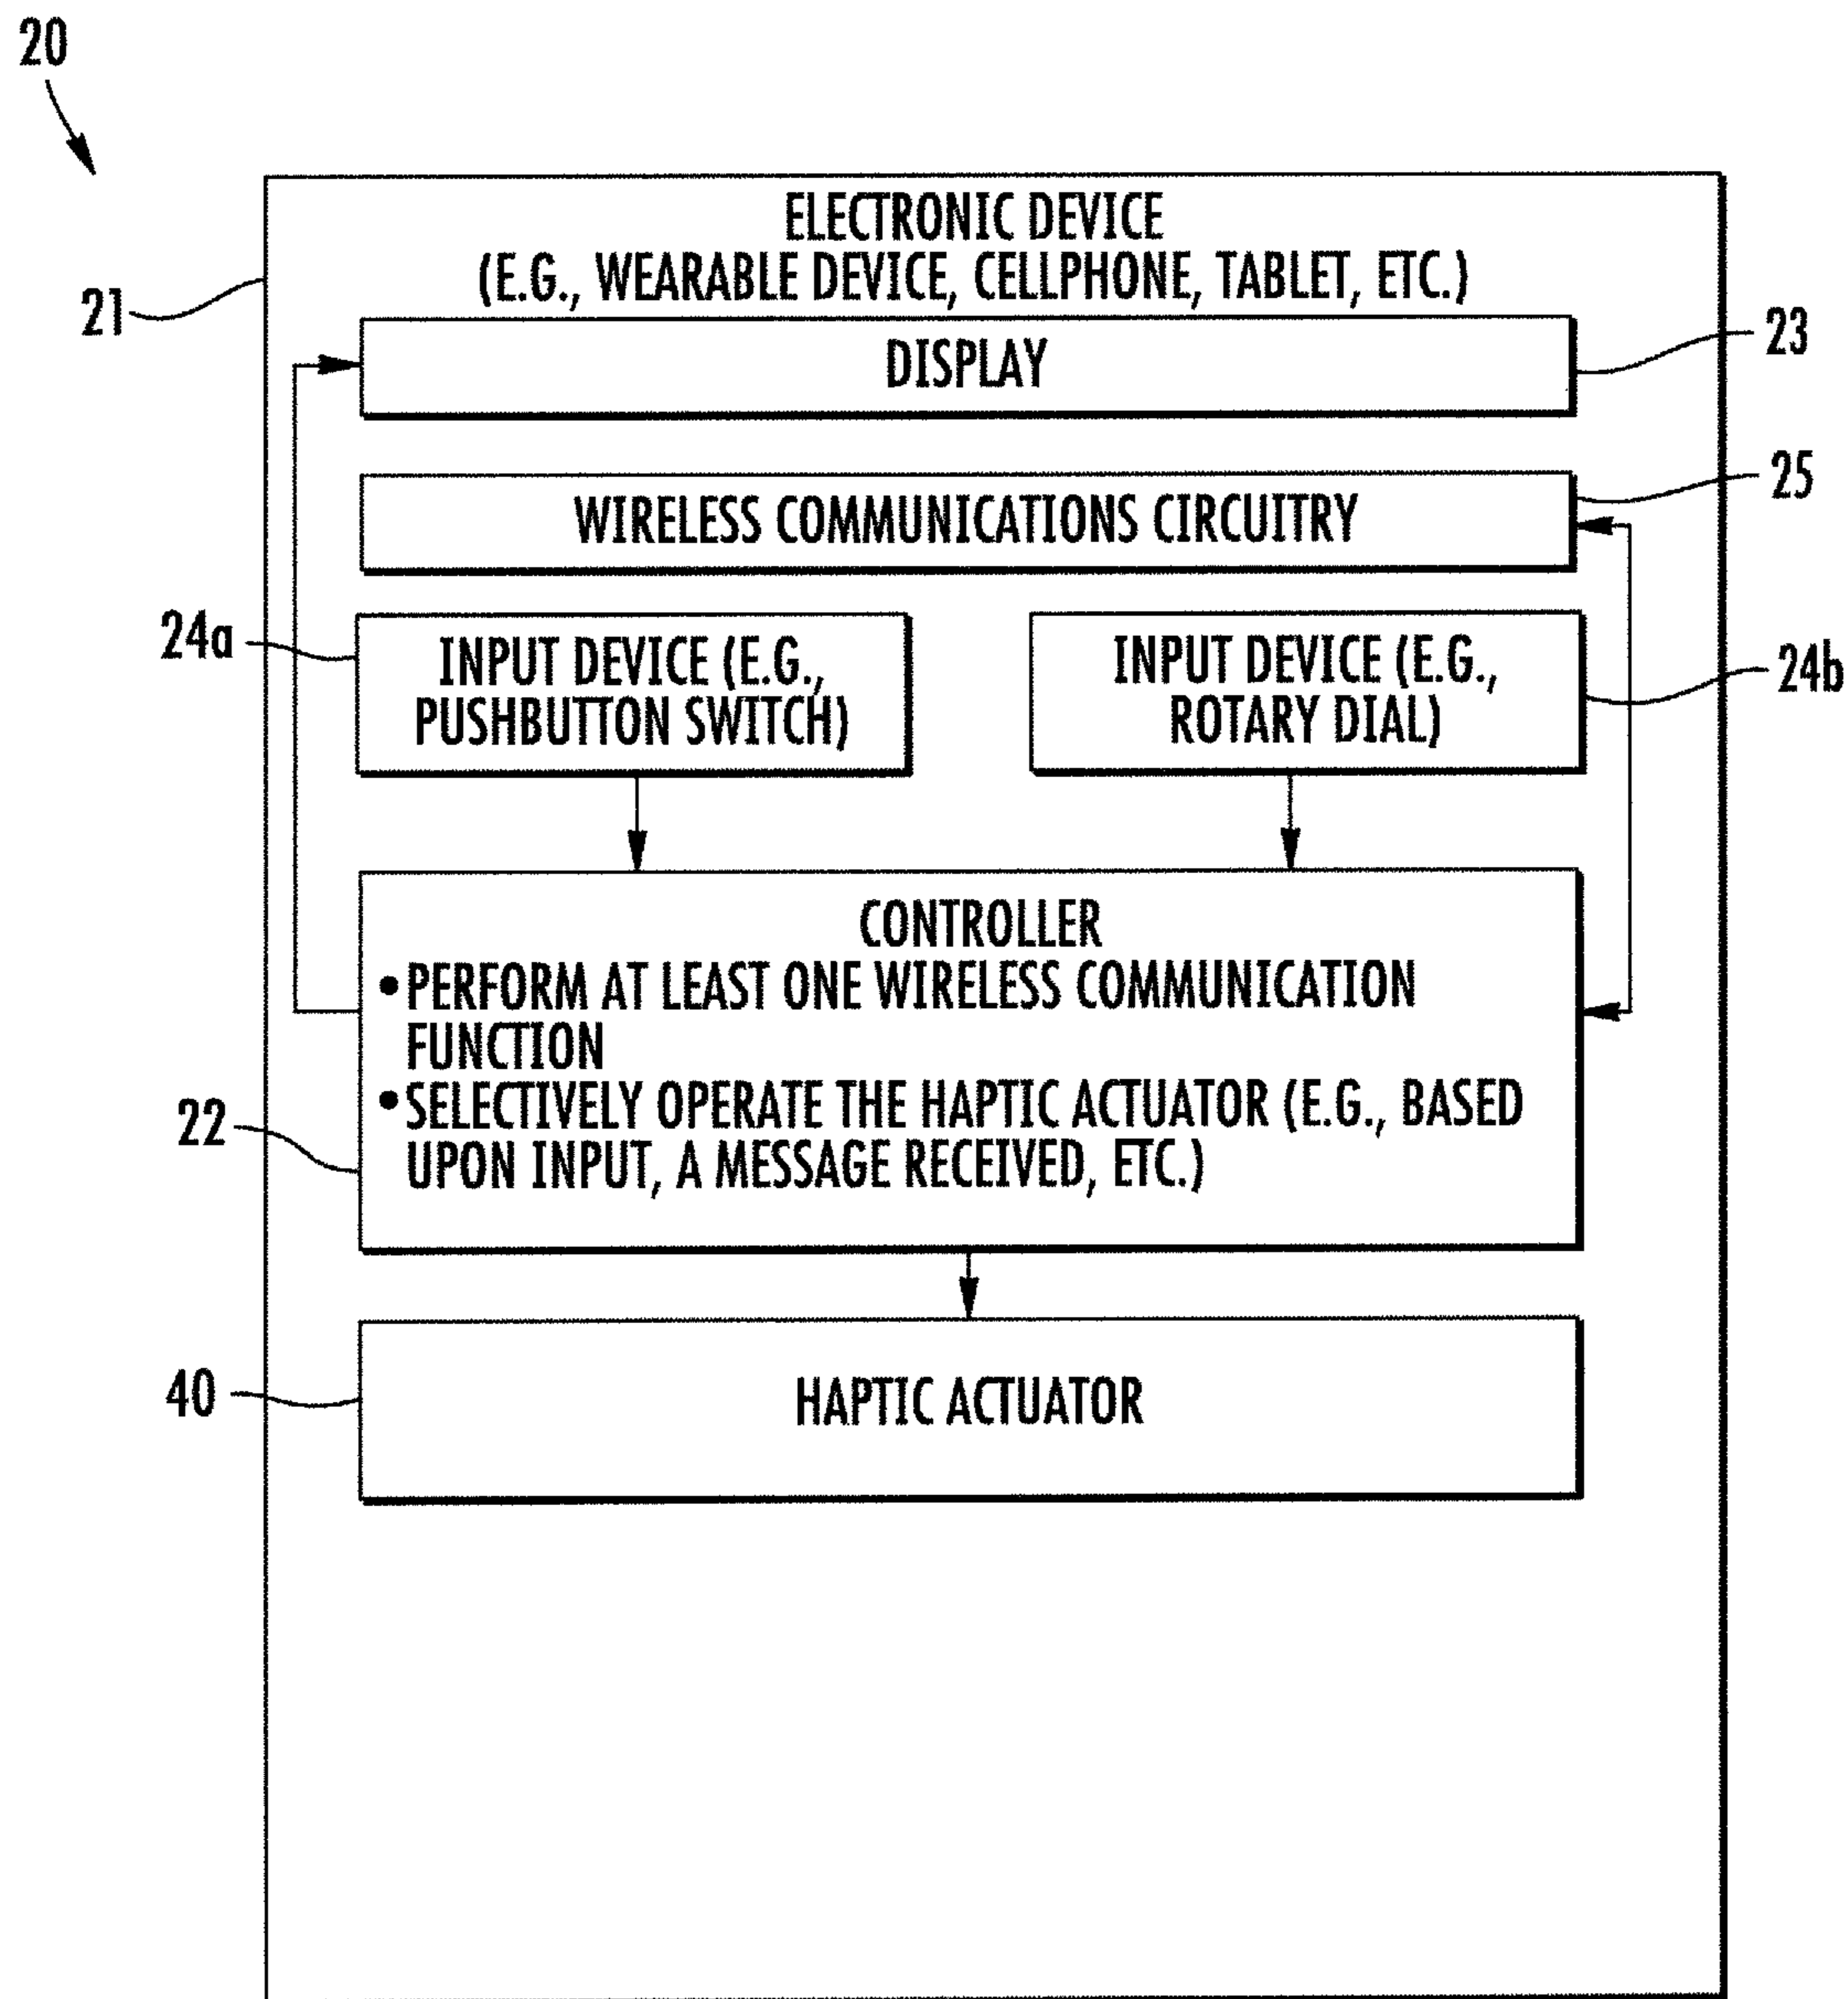 20
ELECTRONIC DEVICE
(E.G., WEARABLE DEVICE, CELLPHONE, TABLET, ETC.)
21
DISPLAY
23
WIRELESS COMMUNICATIONS CIRCUITRY
25
24a
INPUT DEVICE (E.G.,
PUSHBUTTON SWITCH)
INPUT DEVICE (E.G.,
ROTARY DIAL)
24b
CONTROLLER
•PERFORM AT LEAST ONE WIRELESS COMMUNICATION
FUNCTION
•SELECTIVELY OPERATE THE HAPTIC ACTUATOR (E.G., BASED
UPON INPUT, A MESSAGE RECEIVED, ETC.)
22
40
HAPTIC ACTUATOR